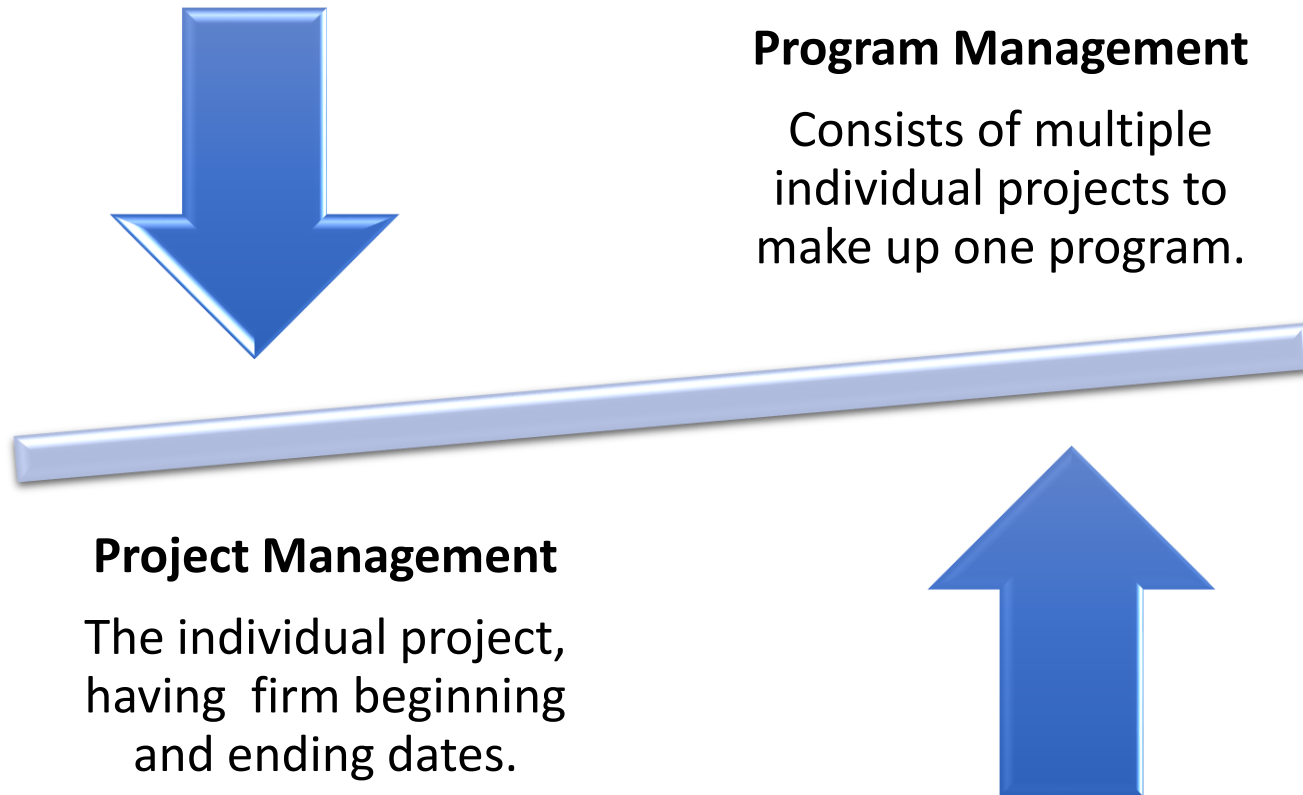 Program Management
Consists of multiple
individual projects to
make up one program.
Project Management
The individual project,
having  firm beginning
and ending dates.